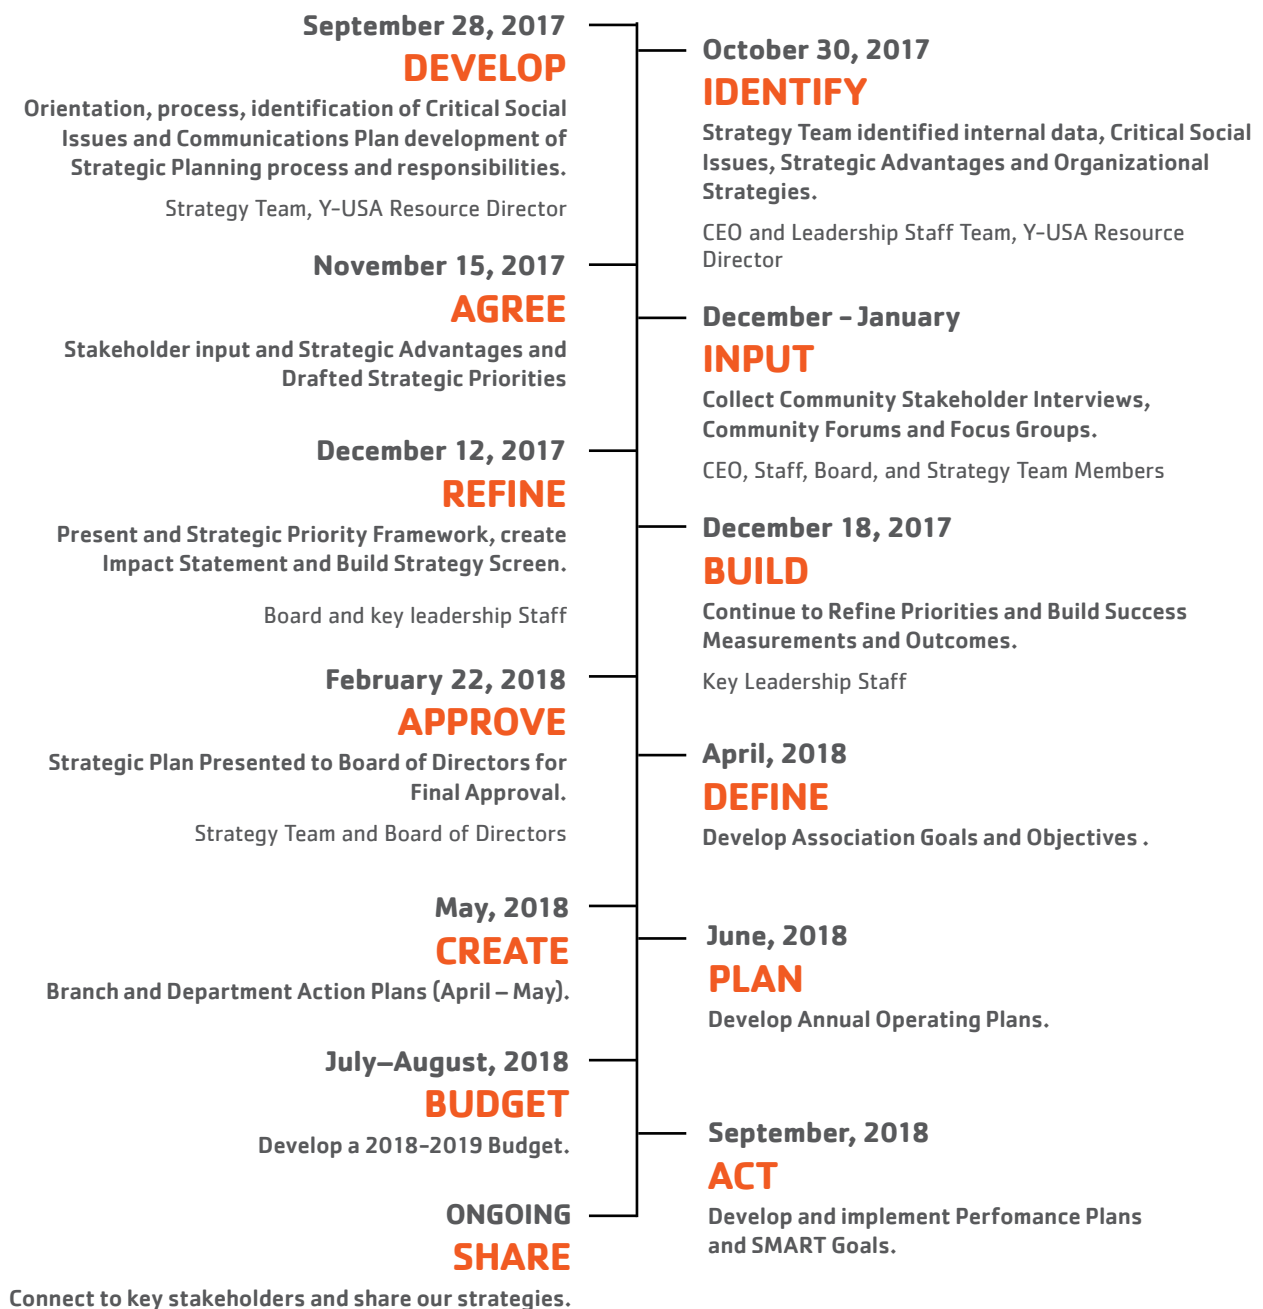 September 28, 2017
DEVELOP
Orientation, process, identification of Critical Social
Issues and Communications Plan development of
Strategic Planning process and responsibilities.
Strategy Team, Y-USA Resource Director
October 30, 2017
IDENTIFY
Strategy Team identified internal data, Critical Social
Issues, Strategic Advantages and Organizational
Strategies.
CEO and Leadership Staff Team, Y-USA Resource
Director
November 15, 2017
AGREE
Stakeholder input and Strategic Advantages and
Drafted Strategic Priorities
December – January
INPUT
Collect Community Stakeholder Interviews,
Community Forums and Focus Groups.
CEO, Staff, Board, and Strategy Team Members
December 12, 2017
REFINE
Present and Strategic Priority Framework, create
Impact Statement and Build Strategy Screen.
Board and key leadership Staff
December 18, 2017
BUILD
Continue to Refine Priorities and Build Success
Measurements and Outcomes.
Key Leadership Staff
February 22, 2018
APPROVE
Strategic Plan Presented to Board of Directors for
Final Approval.
Strategy Team and Board of Directors
April, 2018
DEFINE
Develop Association Goals and Objectives .
May, 2018
CREATE
Branch and Department Action Plans (April – May).
June, 2018
PLAN
Develop Annual Operating Plans.
July–August, 2018
BUDGET
Develop a 2018-2019 Budget.
September, 2018
ACT
Develop and implement Perfomance Plans
and SMART Goals.
ONGOING
SHARE
Connect to key stakeholders and share our strategies.